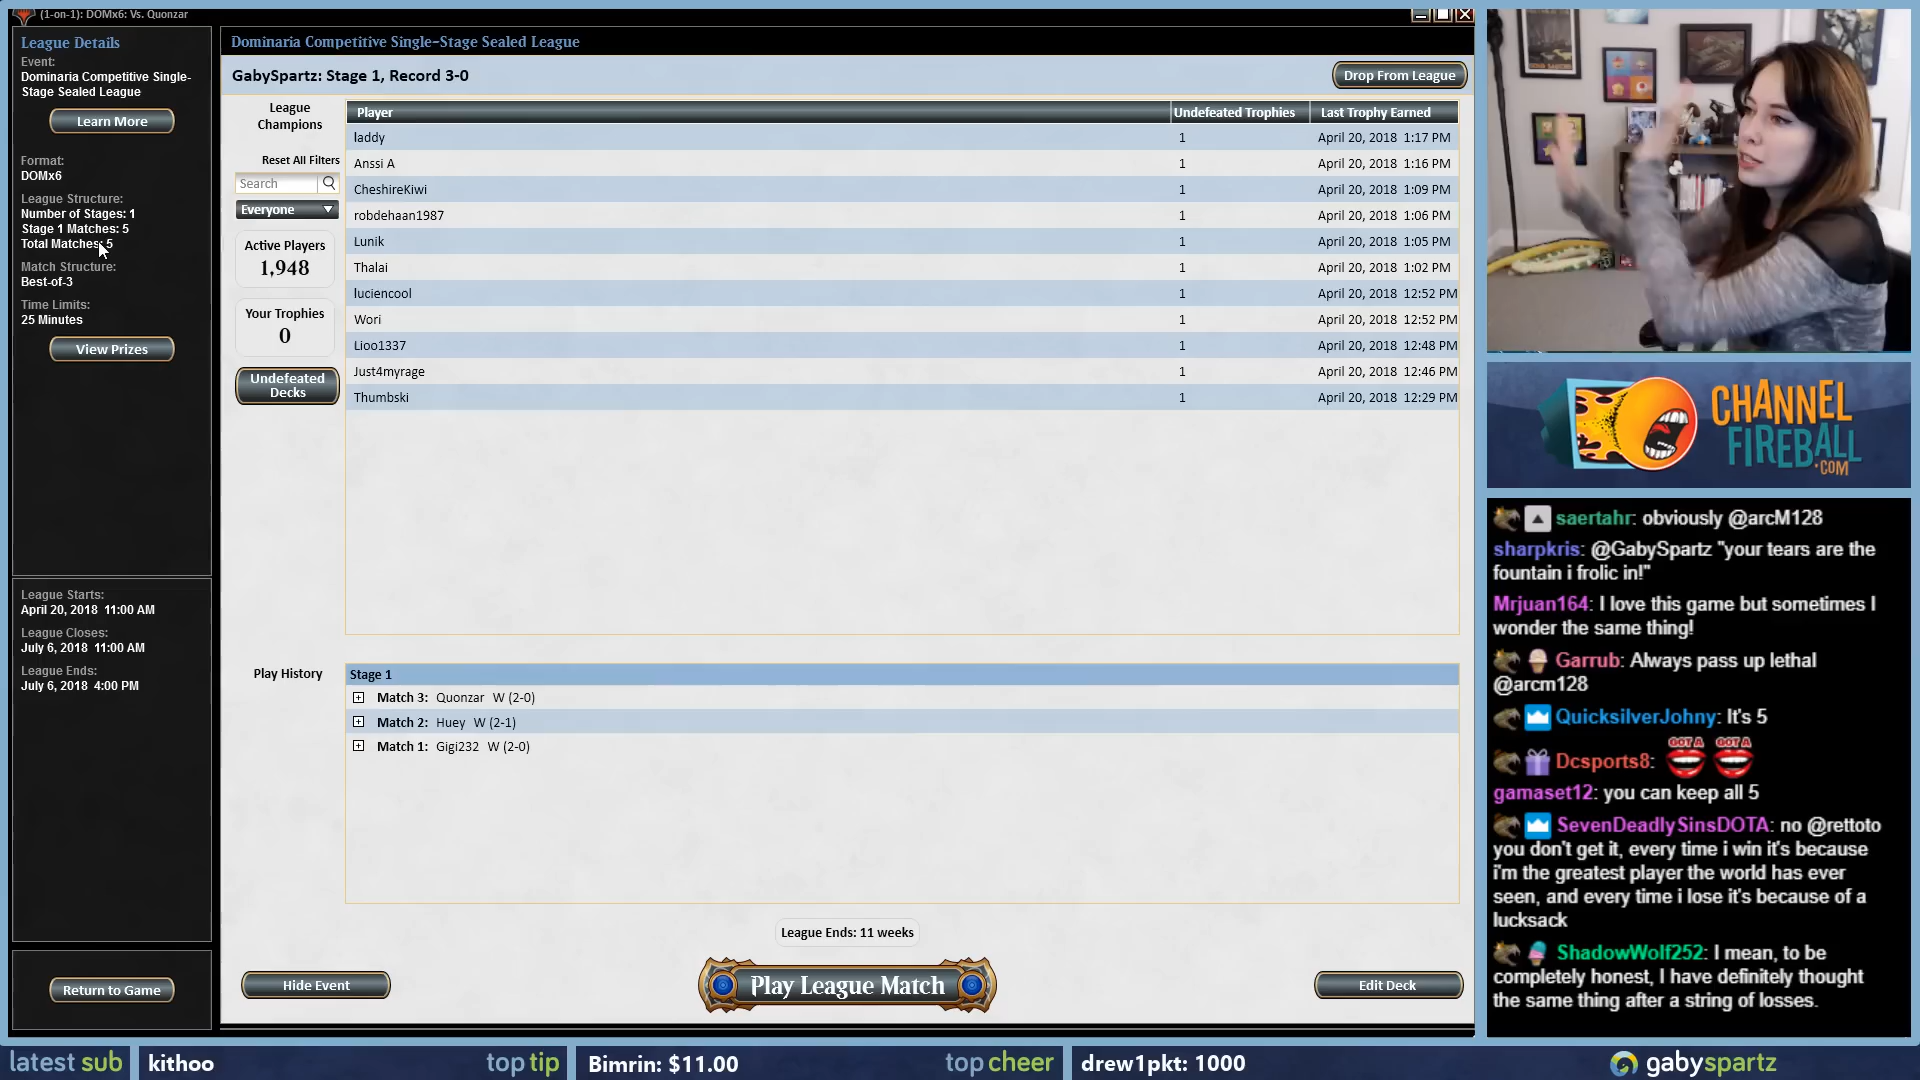 (1-on-1): DOMx6: Vs. Quonzar
League Details
Event:
Dominaria Competitive Single-
Stage Sealed League
Learn More
Format:
DOMx6
League Structure:
Number of Stages: 1
Stage 1 Matches: 5
Total Matches: 5
Match Structure:
Best-of-3
Time Limits:
25 Minutes
View Prizes
League Starts:
April 20, 2018 11:00 AM
League Closes:
July 6, 2018 11:00 AM
League Ends:
July 6, 2018 4:00 PM
Return to Game
Dominaria Competitive Single-Stage Sealed League
GabySpartz: Stage 1, Record 3-0
Drop From League
League
Champions
Reset All Filters
Search
Everyone
Active Players
1,948
Your Trophies
0
Undefeated
Decks
Player Undefeated Trophies Last Trophy Earned
laddy 1 April 20, 2018 1:17 PM
Anssi A 1 April 20, 2018 1:16 PM
CheshireKiwi 1 April 20, 2018 1:09 PM
robdehaan1987 1 April 20, 2018 1:06 PM
Lunik 1 April 20, 2018 1:05 PM
Thalai 1 April 20, 2018 1:02 PM
luciencool 1 April 20, 2018 12:52 PM
Wori 1 April 20, 2018 12:52 PM
Lioo1337 1 April 20, 2018 12:48 PM
Just4myrage 1 April 20, 2018 12:46 PM
Thumbski 1 April 20, 2018 12:29 PM
Play History
Stage 1
Match 3: Quonzar W (2-0)
Match 2: Huey W (2-1)
Match 1: Gigi232 W (2-0)
League Ends: 11 weeks
Hide Event
Play League Match
Edit Deck
CHANNEL
FIREBALL
.COM
saertahr: obviously @arcM128
sharpkris: @GabySpartz "your tears are the
fountain i frolic in!"
Mrjuan164: I love this game but sometimes I
wonder the same thing!
Garrub: Always pass up lethal
@arcm128
QuicksilverJohny: It's 5
Dcsports8: GOT A GOT A
gamaset12: you can keep all 5
SevenDeadlySinsDOTA: no @rettoto
you don't get it, every time i win it's because
i'm the greatest player the world has ever
seen, and every time i lose it's because of a
lucksack
ShadowWolf252: I mean, to be
completely honest, I have definitely thought
the same thing after a string of losses.
latest sub kithoo
top tip Bimrin: $11.00
top cheer drew1pkt: 1000
gabyspartz